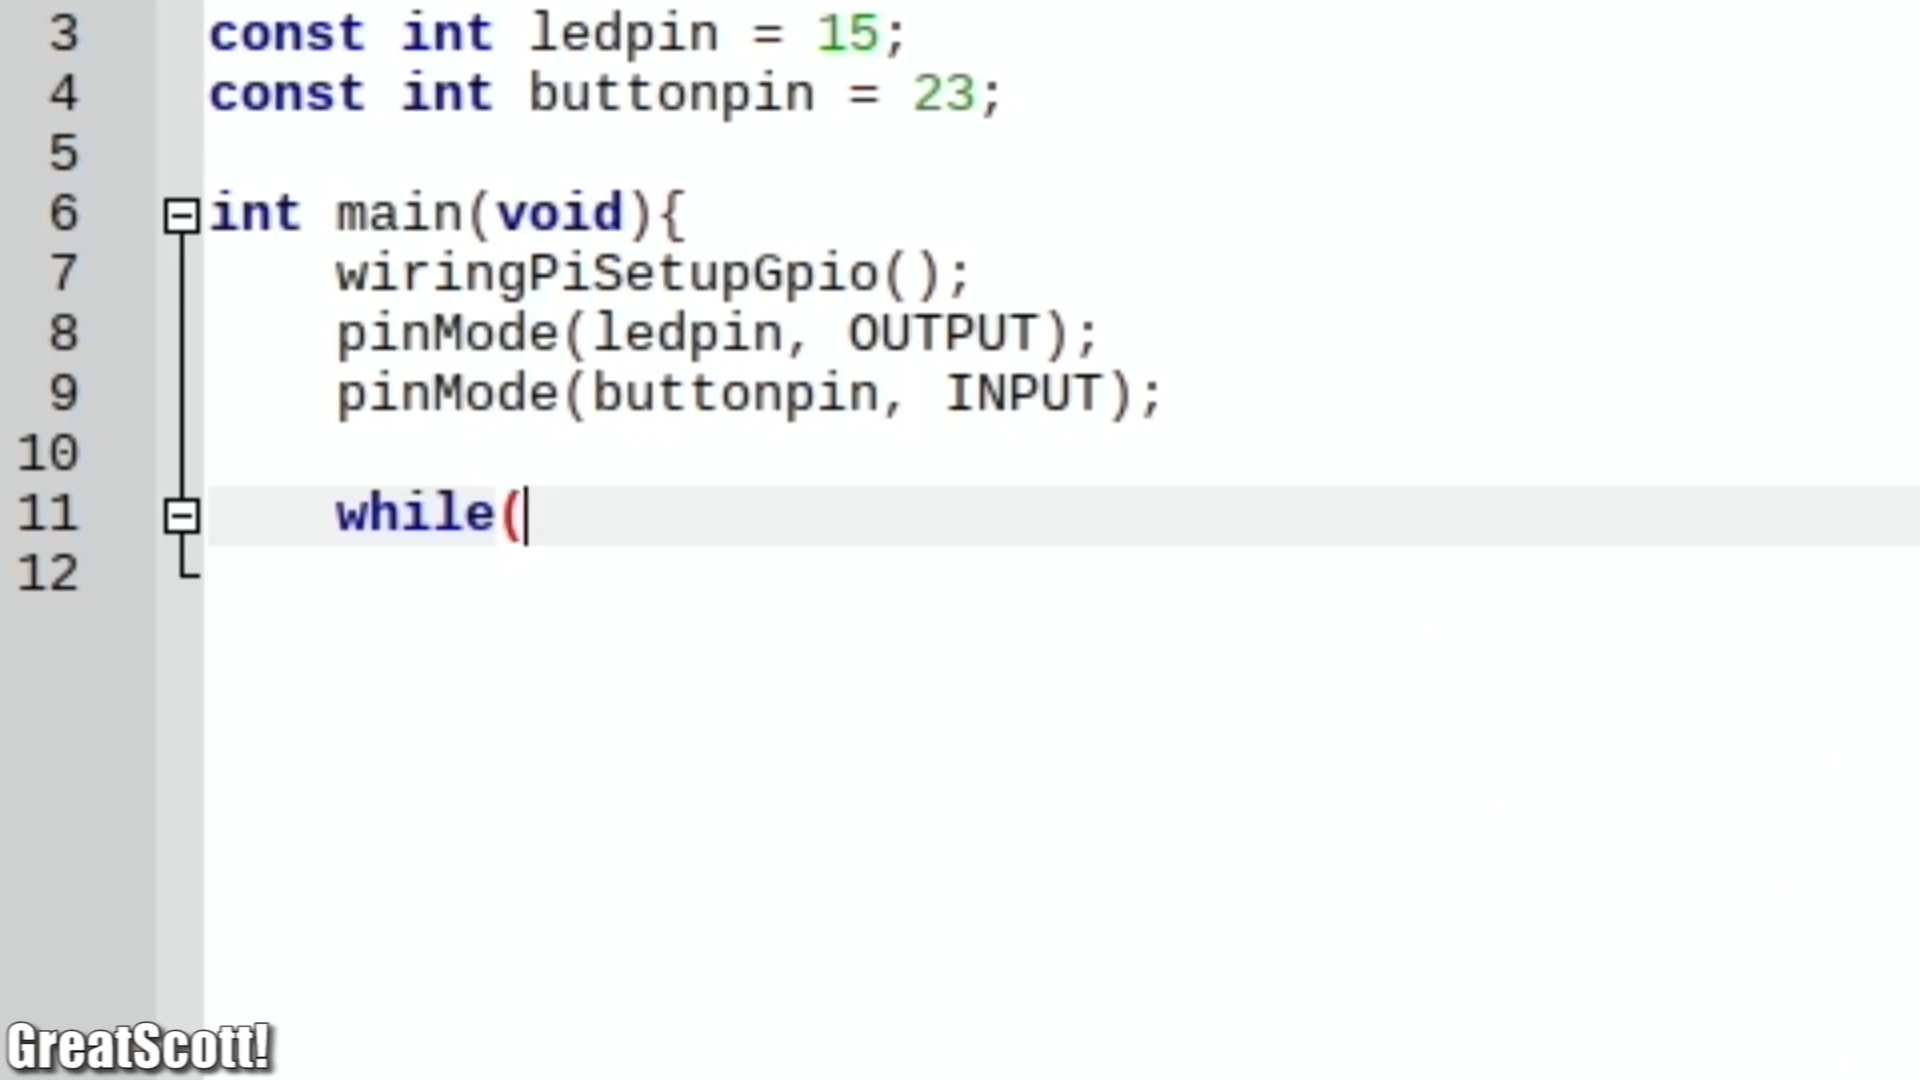 3 const int ledpin = 15;
4 const int buttonpin = 23;
5
6 int main(void){
7 wiringPiSetupGpio();
8 pinMode(ledpin, OUTPUT);
9 pinMode(buttonpin, INPUT);
10
11 while(
12
GreatScott!